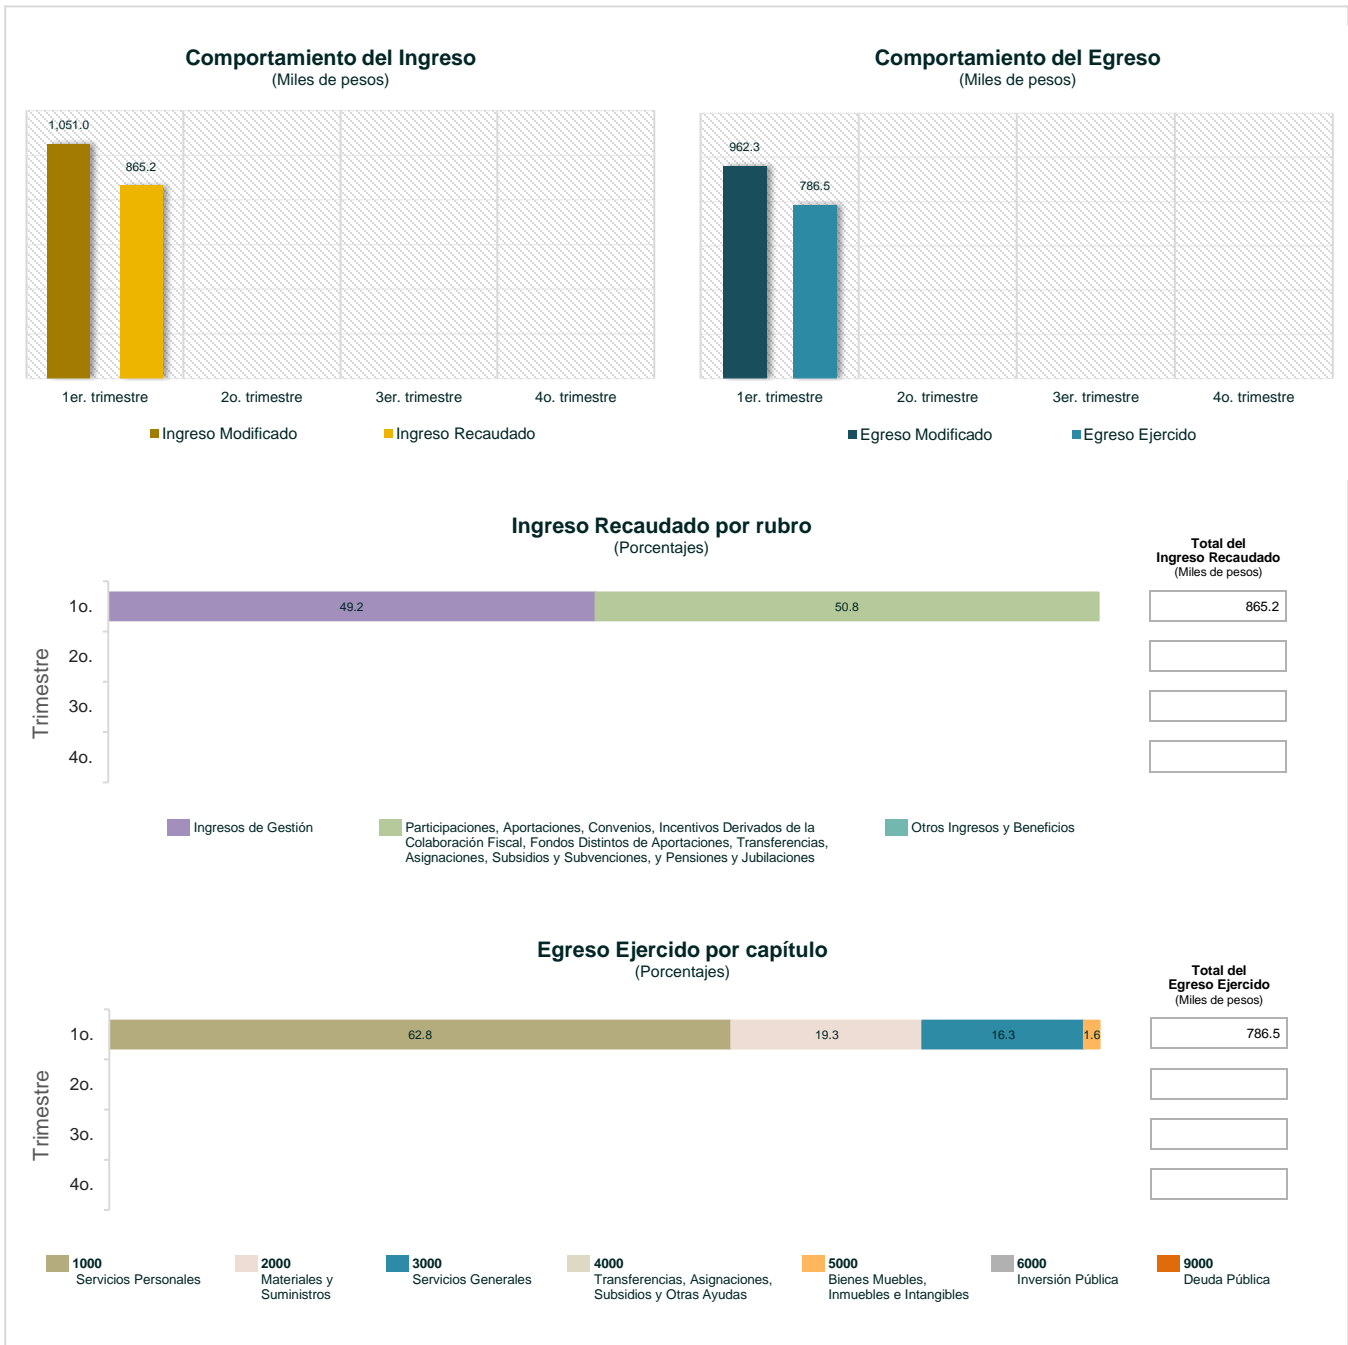 Comportamiento del Ingreso
(Miles de pesos)
1,051.0
865.2
1er. trimestre
2o. trimestre
3er. trimestre
4o. trimestre
Ingreso Modificado
Ingreso Recaudado
Comportamiento del Egreso
(Miles de pesos)
962.3
786.5
1er. trimestre
2o. trimestre
3er. trimestre
4o. trimestre
Egreso Modificado
Egreso Ejercido
Ingreso Recaudado por rubro
(Porcentajes)
Total del
Ingreso Recaudado
(Miles de pesos)
Trimestre
1o.
49.2
50.8
865.2
2o.
3o.
4o.
Ingresos de Gestión
Participaciones, Aportaciones, Convenios, Incentivos Derivados de la
Colaboración Fiscal, Fondos Distintos de Aportaciones, Transferencias,
Asignaciones, Subsidios y Subvenciones, y Pensiones y Jubilaciones
Otros Ingresos y Beneficios
Egreso Ejercido por capítulo
(Porcentajes)
Total del
Egreso Ejercido
(Miles de pesos)
Trimestre
1o.
62.8
19.3
16.3
1.6
786.5
2o.
3o.
4o.
1000
Servicios Personales
2000
Materiales y
Suministros
3000
Servicios Generales
4000
Transferencias, Asignaciones,
Subsidios y Otras Ayudas
5000
Bienes Muebles,
Inmuebles e Intangibles
6000
Inversión Pública
9000
Deuda Pública